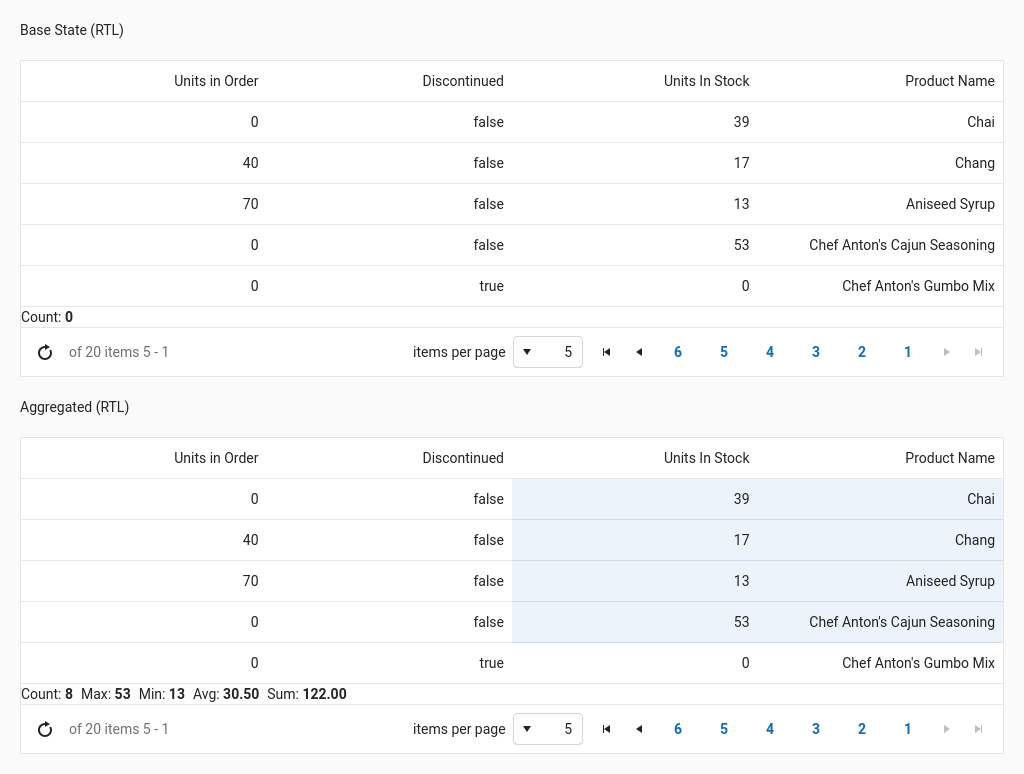 Base State (RTL)
Units in Order Discontinued Units In Stock Product Name
0 false 39 Chai
40 false 17 Chang
70 false 13 Aniseed Syrup
0 false 53 Chef Anton's Cajun Seasoning
0 true 0 Chef Anton's Gumbo Mix
Count: 0
of 20 items 5 - 1 items per page 5 6 5 4 3 2 1
Aggregated (RTL)
Units in Order Discontinued Units In Stock Product Name
0 false 39 Chai
40 false 17 Chang
70 false 13 Aniseed Syrup
0 false 53 Chef Anton's Cajun Seasoning
0 true 0 Chef Anton's Gumbo Mix
Count: 8 Max: 53 Min: 13 Avg: 30.50 Sum: 122.00
of 20 items 5 - 1 items per page 5 6 5 4 3 2 1